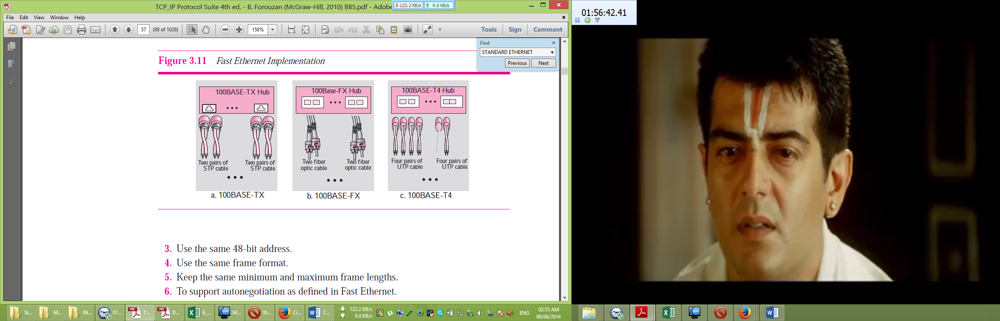 TCP_IP Protocol Suite 4th ed. - B. Forouzan (McGraw-Hill, 2010) BBS.pdf - Adobe
122.2 KB/s 9.0 KB/s
File Edit View Window Help
57 (98 of 1029) 158% Tools Sign Comment
Find
STANDARD ETHERNET
Previous Next
Figure 3.11 Fast Ethernet Implementation
100BASE-TX Hub
Two pairs of
STP cable
Two pairs of
STP cable
a. 100BASE-TX
100Base-FX Hub
Two fiber
optic cable
Two fiber
optic cable
b. 100BASE-FX
100BASE-T4 Hub
Four pairs of
UTP cable
Four pairs of
UTP cable
c. 100BASE-T4
3. Use the same 48-bit address.
4. Use the same frame format.
5. Keep the same minimum and maximum frame lengths.
6. To support autonegotiation as defined in Fast Ethernet.
01:56:42.41
St... M... IN... 01... T... D... 6_... M... Xt... Ci... C...
122.2 KB/s
9.0 KB/s
ENG
02:55 AM
08/06/2014